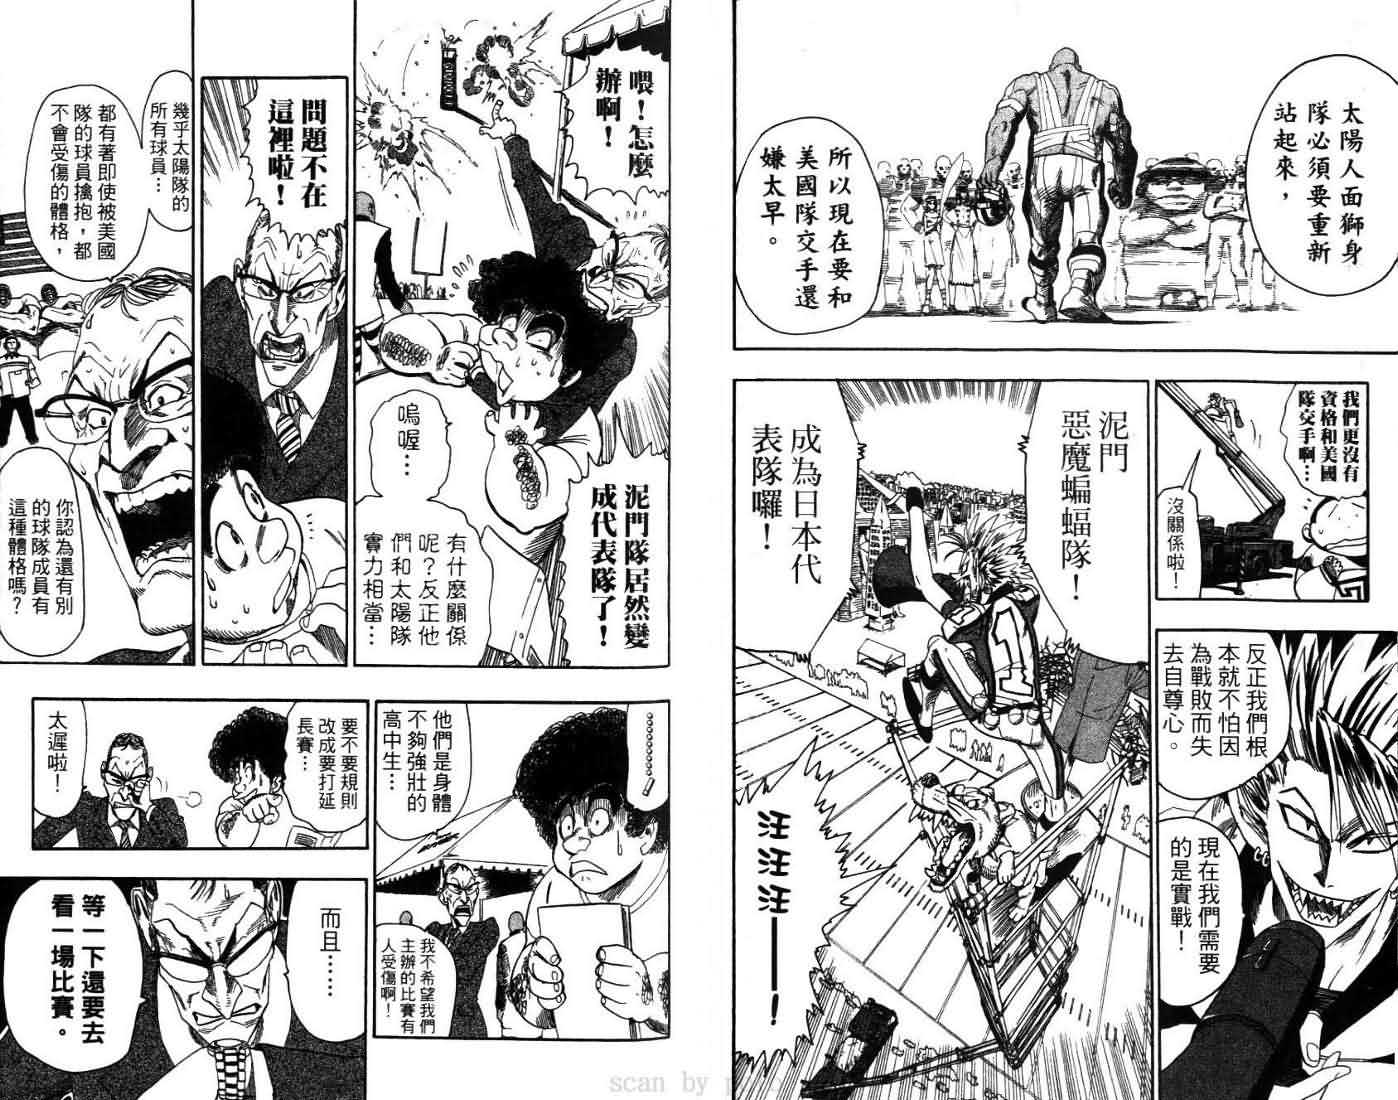 太陽人面獅身
隊必須要重新
站起來，
所以現在要和
美國隊交手還
嫌太早。
我們更沒有
資格和美國
隊交手啊…
沒關係啦！
反正我們根
本就不怕因
為戰敗而失
去自尊心。
現在我們需要
的是實戰！
泥門
惡魔蝙蝠隊！
成為日本代
表隊囉！
汪汪汪——！
喂！怎麼
辦啊！
泥門隊居然變
成代表隊了！
嗚喔…
有什麼關係
呢？反正他
們和太陽隊
實力相當…
問題不在
這裡啦！
幾乎太陽隊的
所有球員…
都有著即使被美國
隊的球員擒抱，都
不會受傷的體格，
你認為還有別
的球隊成員有
這種體格嗎？
………！
他們是身體
不夠強壯的
高中生…
我不希望我們
主辦的比賽有
人受傷啊！
要不要規則
改成要打延
長賽…
太遲啦！
而且……
等一下還要去
看一場比賽。
scan by